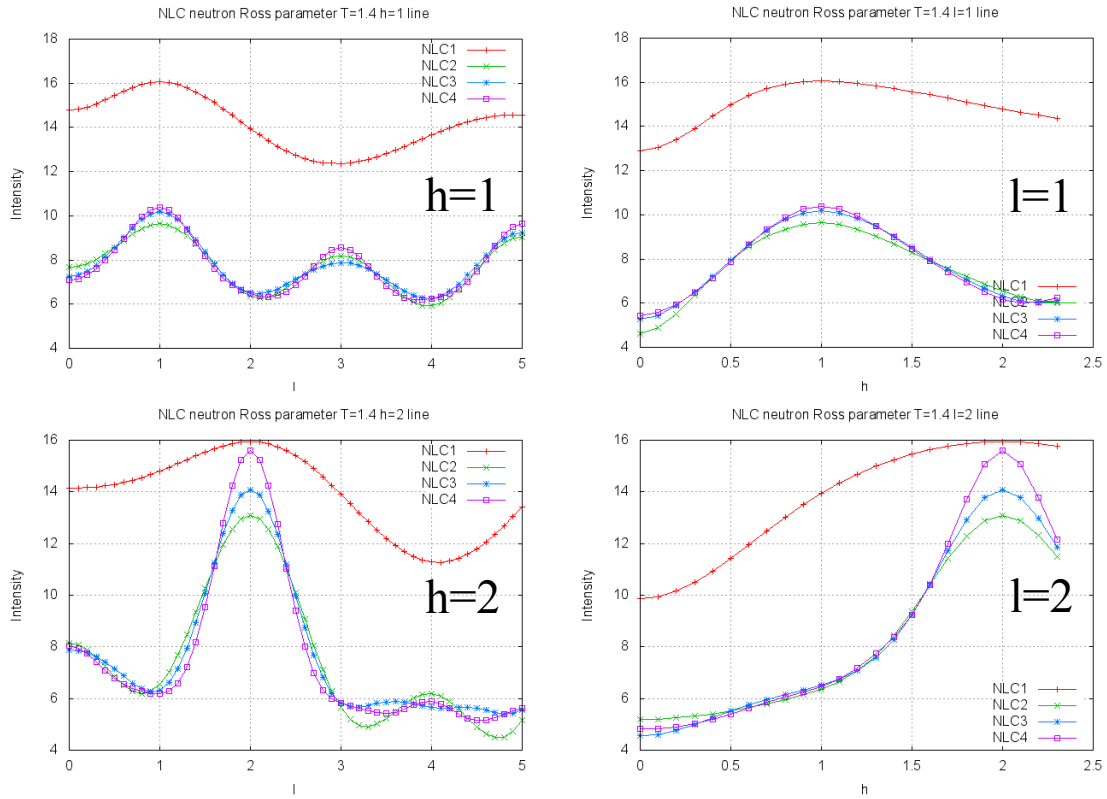 NLC neutron Ross parameter T=1.4 h=1 line
18
16
14
12
10
8
6
4
Intensity
NLC1
NLC2
NLC3
NLC4
h=1
0 1 2 3 4 5
l
NLC neutron Ross parameter T=1.4 l=1 line
18
16
14
12
10
8
6
4
Intensity
l=1
NLC1
NLC2
NLC3
NLC4
0 0.5 1 1.5 2 2.5
h
NLC neutron Ross parameter T=1.4 h=2 line
16
14
12
10
8
6
4
Intensity
NLC1
NLC2
NLC3
NLC4
h=2
0 1 2 3 4 5
l
NLC neutron Ross parameter T=1.4 l=2 line
16
14
12
10
8
6
4
Intensity
l=2
NLC1
NLC2
NLC3
NLC4
0 0.5 1 1.5 2 2.5
h